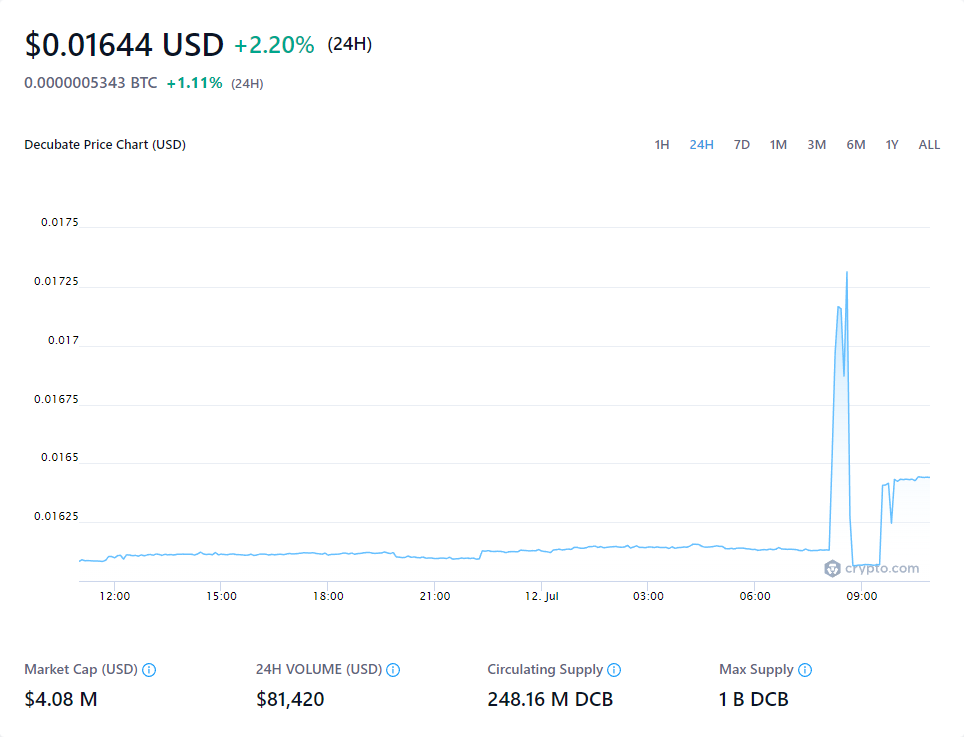 $0.01644 USD +2.20% (24H)
0.0000005343 BTC +1.11% (24H)
Decubate Price Chart (USD) 1H 24H 7D 1M 3M 6M 1Y ALL
0.0175
0.01725
0.017
0.01675
0.0165
0.01625
crypto.com
12:00 15:00 18:00 21:00 12. Jul 03:00 06:00 09:00
Market Cap (USD) 24H VOLUME (USD) Circulating Supply Max Supply
$4.08 M $81,420 248.16 M DCB 1 B DCB